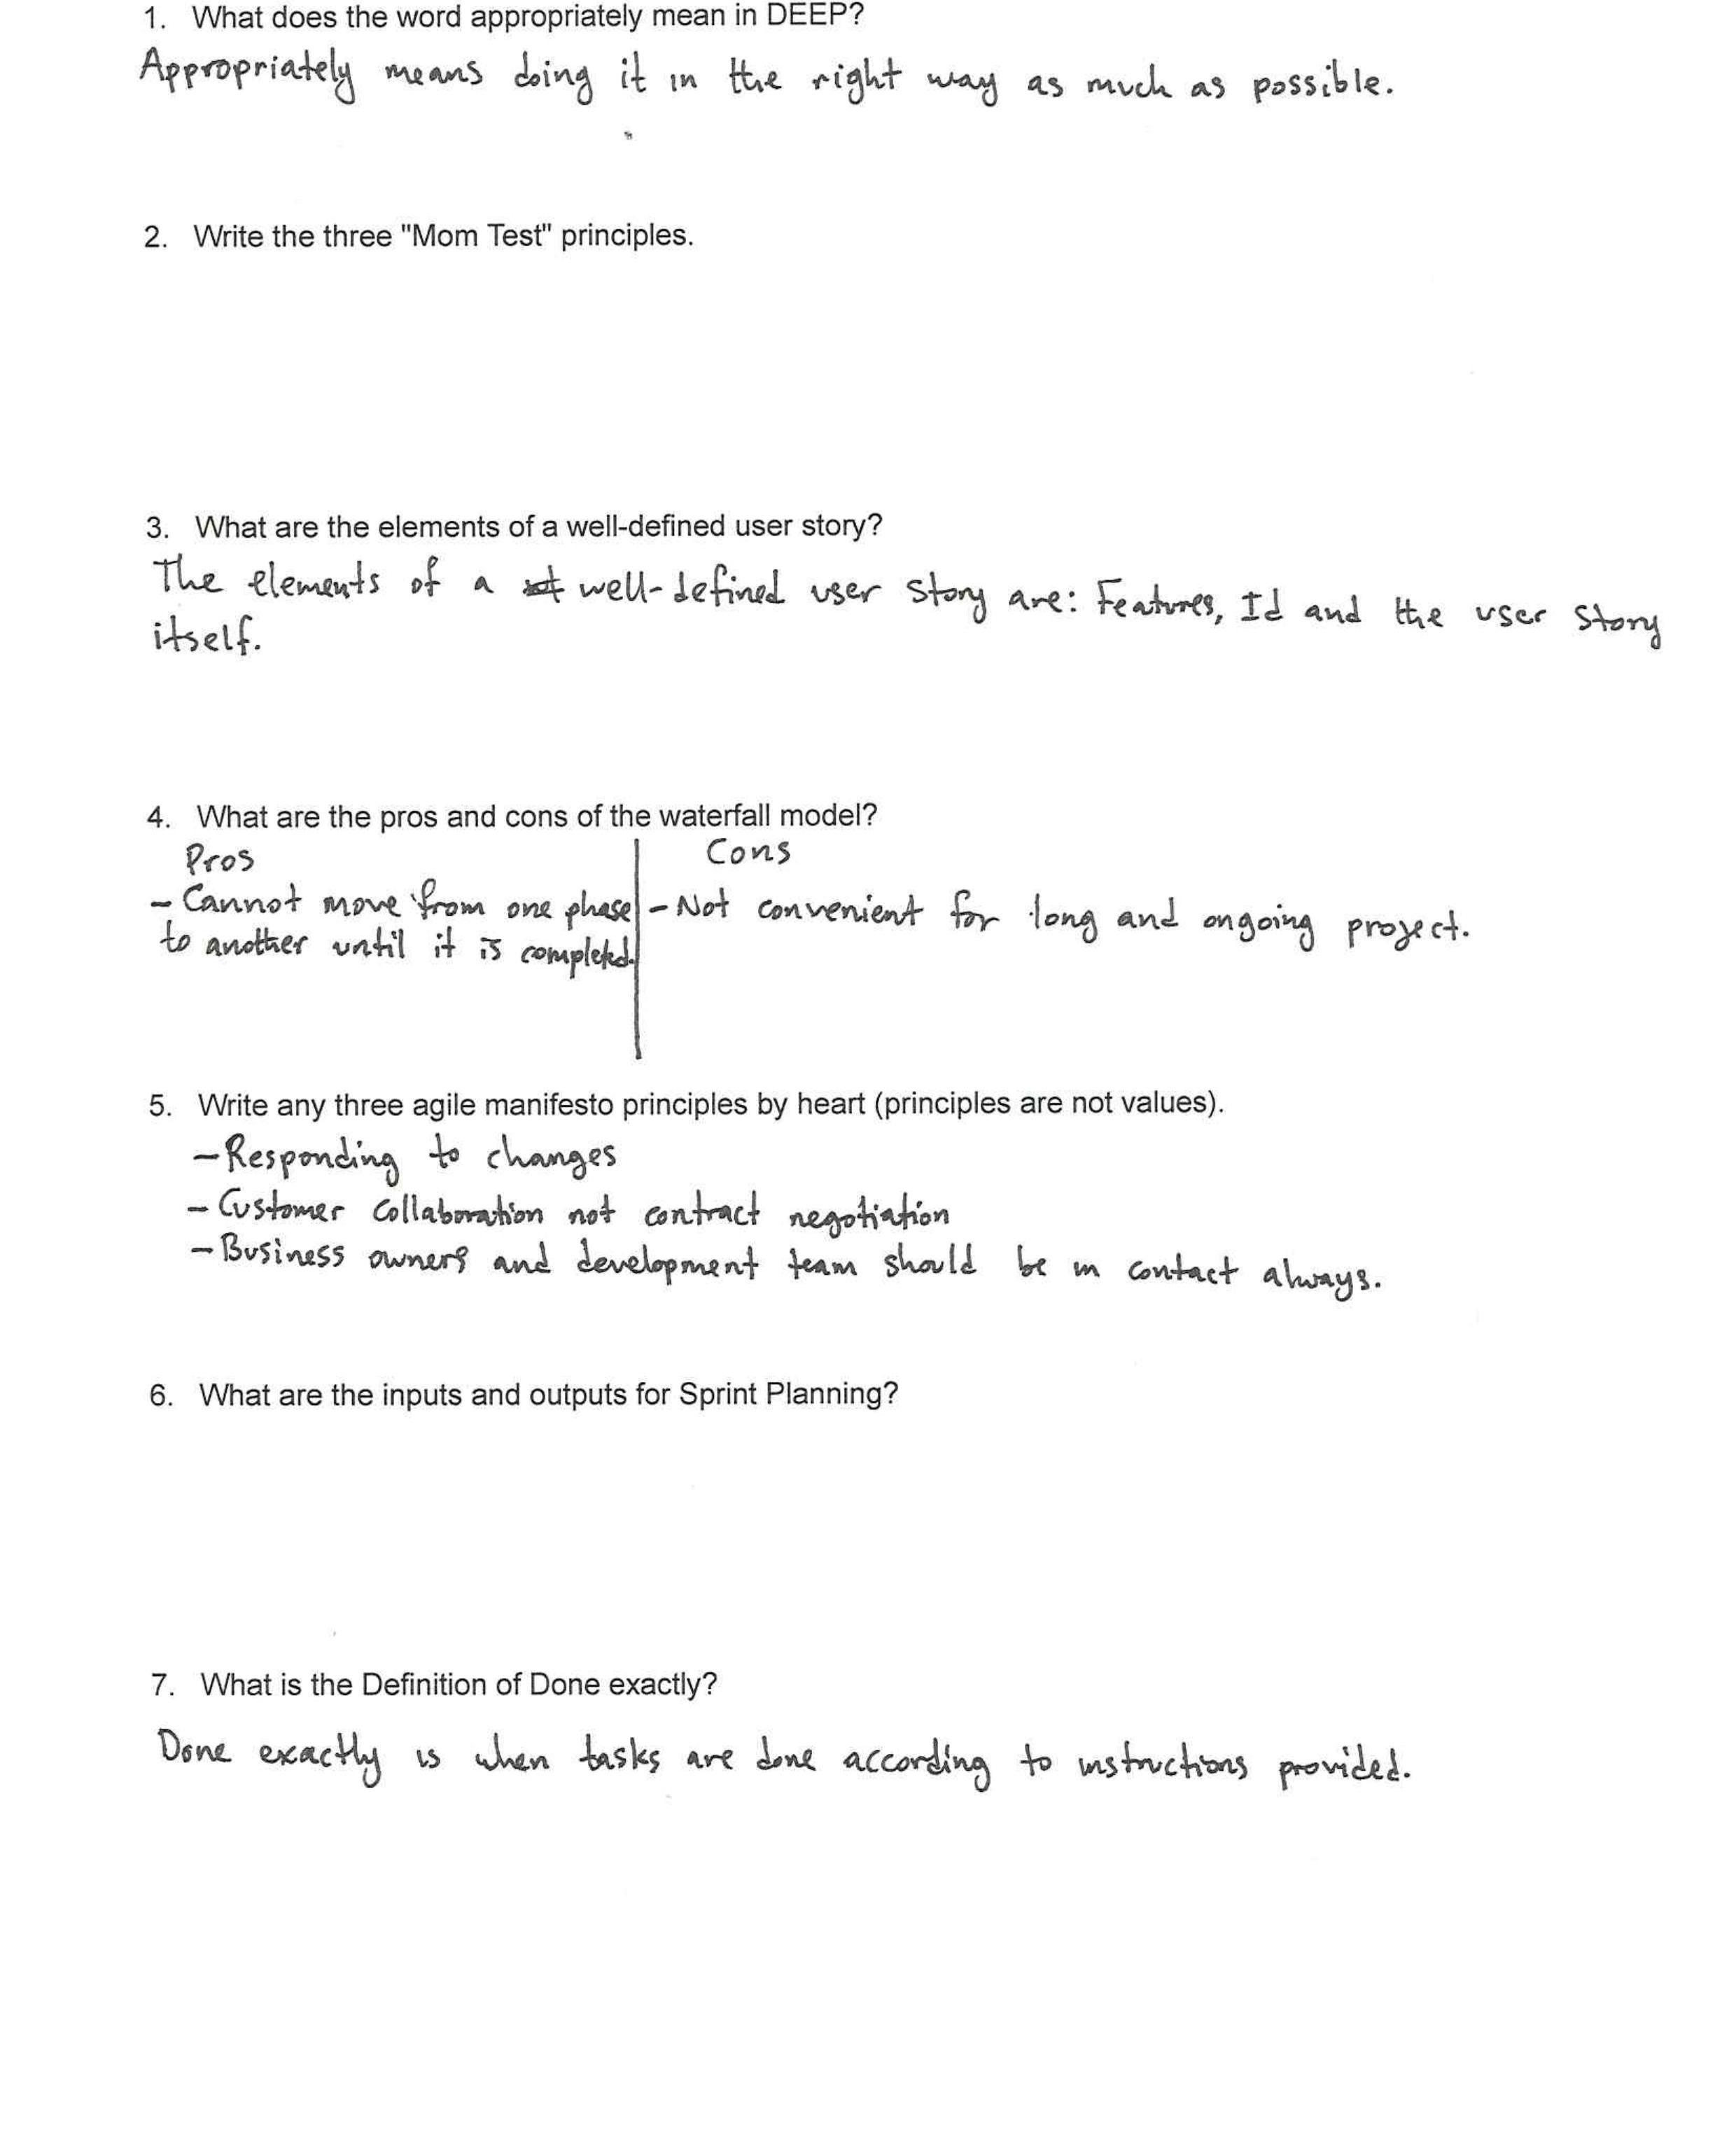 1. What does the word appropriately mean in DEEP?
Appropriately means doing it in the right way as much as possible.
2. Write the three "Mom Test" principles.
3. What are the elements of a well-defined user story?
The elements of a well-defined user story are: Features, Id and the user story
itself.
4. What are the pros and cons of the waterfall model?
Pros
- Cannot move from one phase
to another until it is completed.
Cons
- Not convenient for long and ongoing project.
5. Write any three agile manifesto principles by heart (principles are not values).
- Responding to changes
- Customer collaboration not contract negotiation
- Business owners and development team should be in contact always.
6. What are the inputs and outputs for Sprint Planning?
7. What is the Definition of Done exactly?
Done exactly is when tasks are done according to instructions provided.